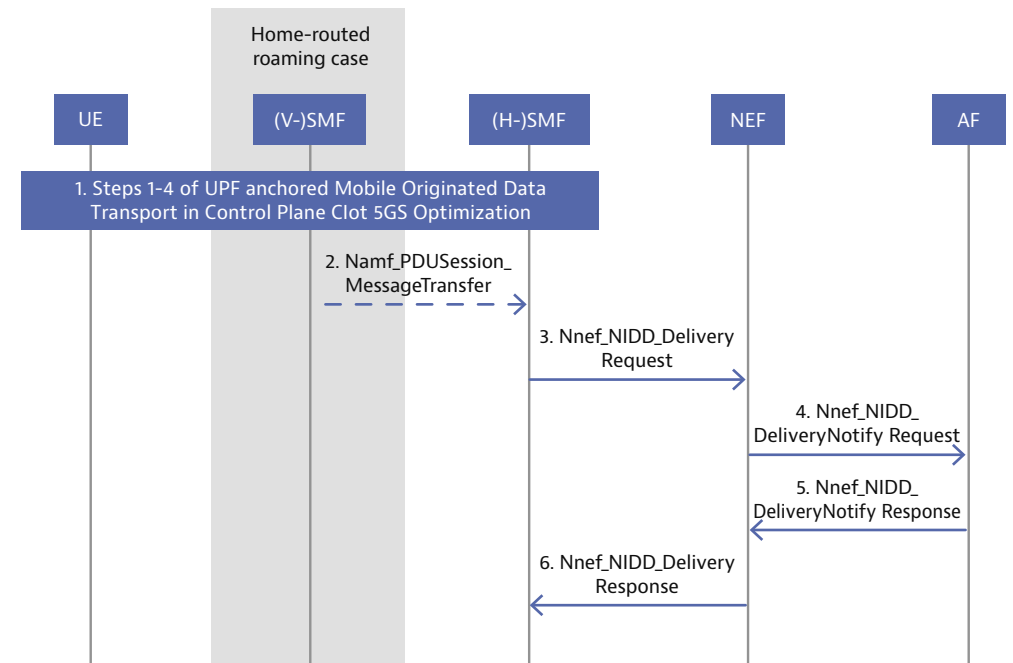 Home-routed
roaming case
UE
(V-)SMF
(H-)SMF
NEF
AF
1. Steps 1-4 of UPF anchored Mobile Originated Data
Transport in Control Plane CIot 5GS Optimization
2. Namf_PDUSession_
MessageTransfer
3. Nnef_NIDD_Delivery
Request
4. Nnef_NIDD_
DeliveryNotify Request
5. Nnef_NIDD_
DeliveryNotify Response
6. Nnef_NIDD_Delivery
Response